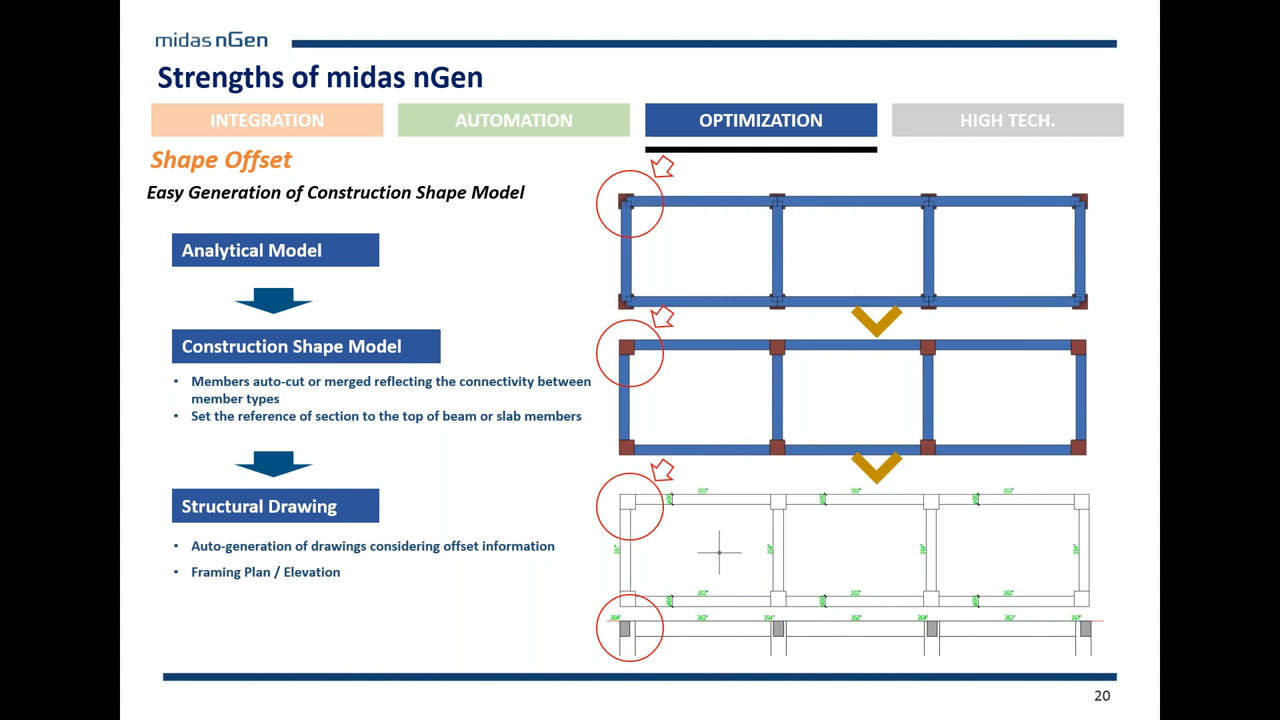 midas nGen
Strengths of midas nGen
INTEGRATION
AUTOMATION
OPTIMIZATION
HIGH TECH.
Shape Offset
Easy Generation of Construction Shape Model
Analytical Model
Construction Shape Model
• Members auto-cut or merged reflecting the connectivity between
member types
• Set the reference of section to the top of beam or slab members
Structural Drawing
• Auto-generation of drawings considering offset information
• Framing Plan / Elevation
20